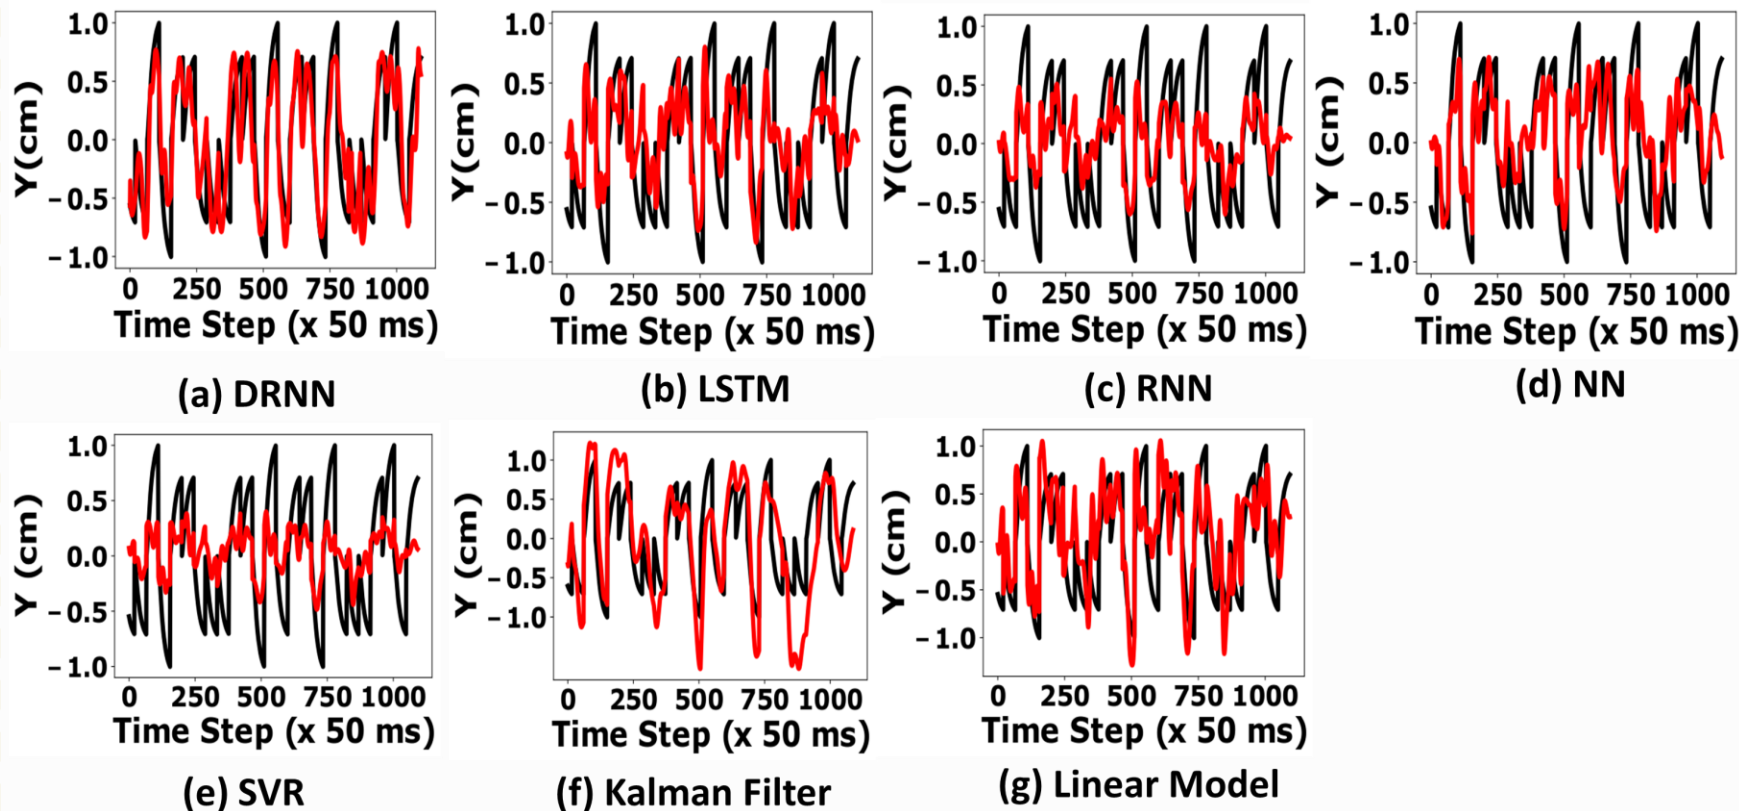 1.0
0.5
0.0
−0.5
−1.0
Y(cm)
0 250 500 750 1000
Time Step (x 50 ms)
(a) DRNN
1.0
0.5
0.0
−0.5
−1.0
Y(cm)
0 250 500 750 1000
Time Step (x 50 ms)
(b) LSTM
1.0
0.5
0.0
−0.5
−1.0
Y(cm)
0 250 500 750 1000
Time Step (x 50 ms)
(c) RNN
1.0
0.5
0.0
−0.5
−1.0
Y (cm)
0 250 500 750 1000
Time Step (x 50 ms)
(d) NN
1.0
0.5
0.0
−0.5
−1.0
Y (cm)
0 250 500 750 1000
Time Step (x 50 ms)
(e) SVR
1.0
0.5
0.0
−0.5
−1.0
Y (cm)
0 250 500 750 1000
Time Step (x 50 ms)
(f) Kalman Filter
1.0
0.5
0.0
−0.5
−1.0
Y (cm)
0 250 500 750 1000
Time Step (x 50 ms)
(g) Linear Model